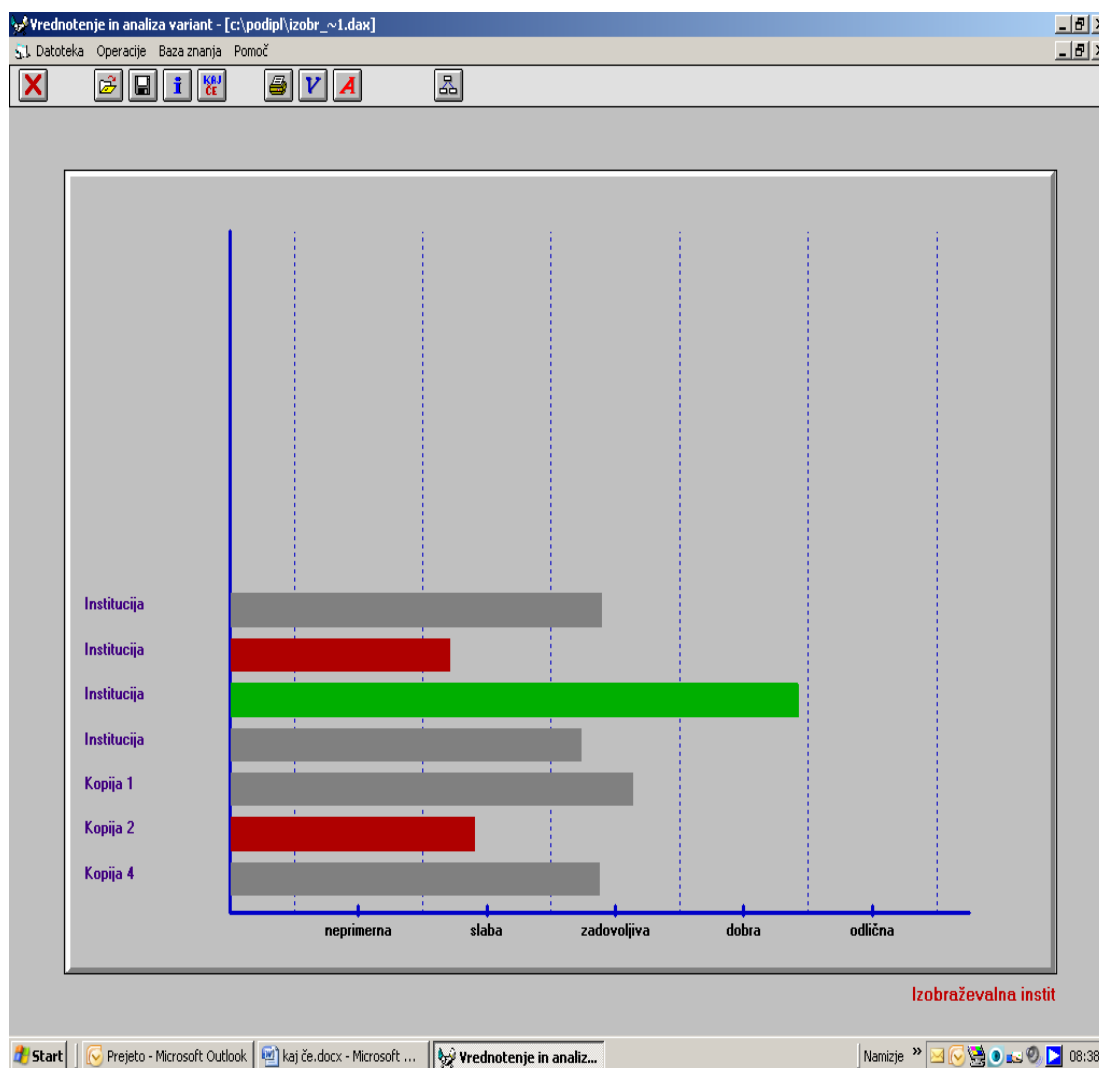 Vrednotenje in analiza variant - [c:\podipl\izobr_~1.dax]
Datoteka Operacije Baza znanja Pomoč
KAJ ČE
V A
Institucija
Institucija
Institucija
Institucija
Kopija 1
Kopija 2
Kopija 4
neprimerna slaba zadovoljiva dobra odlična
Izobraževalna instit
Start Prejeto - Microsoft Outlook kaj če.docx - Microsoft ... Vrednotenje in analiz... Namizje » 08:38